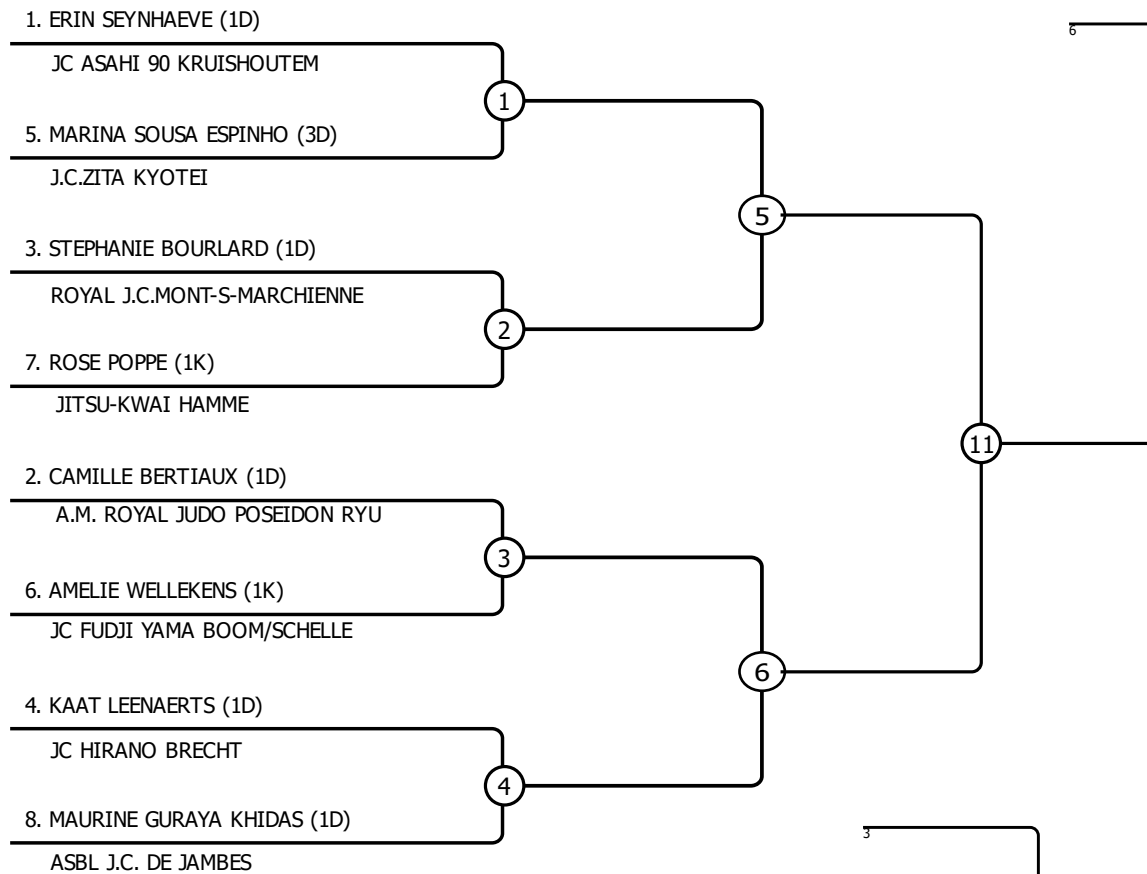 1. ERIN SEYNHAEVE (1D)
6
JC ASAHI 90 KRUISHOUTEM
1
5. MARINA SOUSA ESPINHO (3D)
J.C.ZITA KYOTEI
5
3. STEPHANIE BOURLARD (1D)
ROYAL J.C.MONT-S-MARCHIENNE
2
7. ROSE POPPE (1K)
JITSU-KWAI HAMME
11
2. CAMILLE BERTIAUX (1D)
A.M. ROYAL JUDO POSEIDON RYU
3
6. AMELIE WELLEKENS (1K)
JC FUDJI YAMA BOOM/SCHELLE
6
4. KAAT LEENAERTS (1D)
JC HIRANO BRECHT
4
8. MAURINE GURAYA KHIDAS (1D)
3
ASBL J.C. DE JAMBES